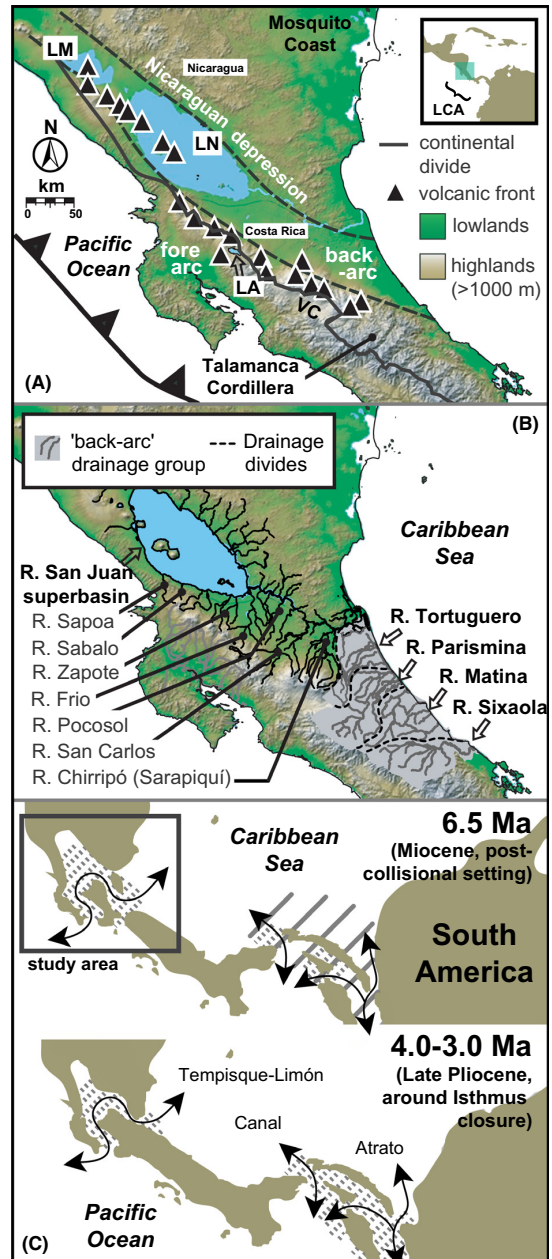 Mosquito
Coast
LM
Nicaragua
Nicaraguan depression
LN
LCA
N
km
0
50
continental
divide
volcanic front
lowlands
highlands
(>1000 m)
Pacific
Ocean
Costa Rica
fore
arc
back
-arc
LA
VC
Talamanca
Cordillera
(A)
(B)
'back-arc'
drainage group
Drainage
divides
Caribbean
Sea
R. San Juan
superbasin
R. Sapoa
R. Sabalo
R. Zapote
R. Frio
R. Pocosol
R. San Carlos
R. Chirripó (Sarapiquí)
R. Tortuguero
R. Parismina
R. Matina
R. Sixaola
Caribbean
Sea
6.5 Ma
(Miocene, post-
collisional setting)
study area
South
America
4.0-3.0 Ma
(Late Pliocene,
around Isthmus
closure)
Tempisque-Limón
Canal
Atrato
Pacific
Ocean
(C)